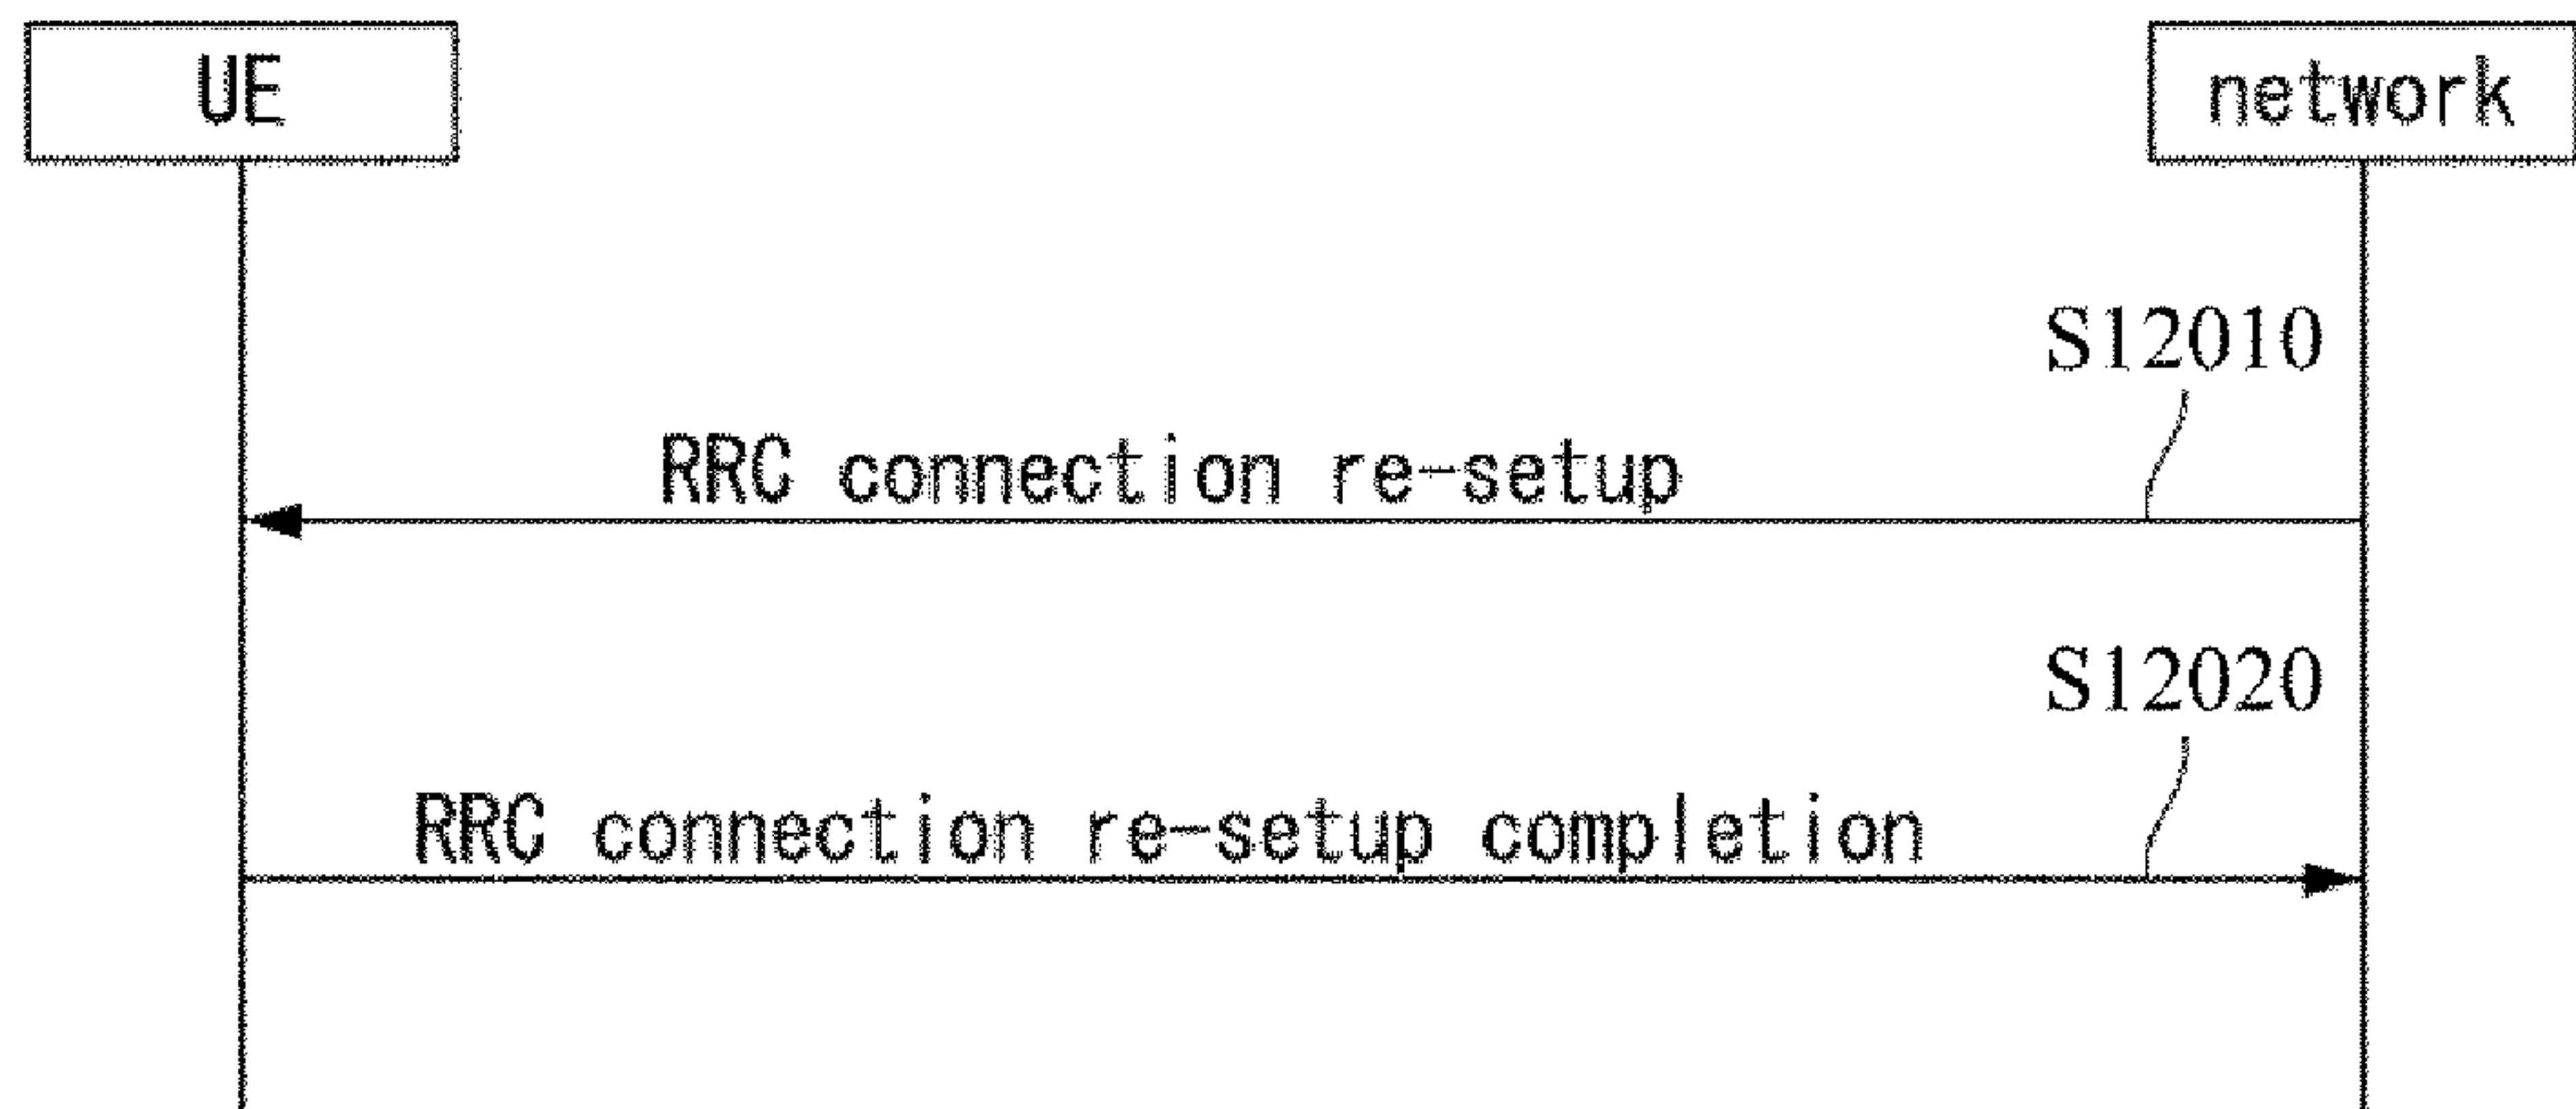 UE
network
S12010
RRC connection re-setup
S12020
RRC connection re-setup completion